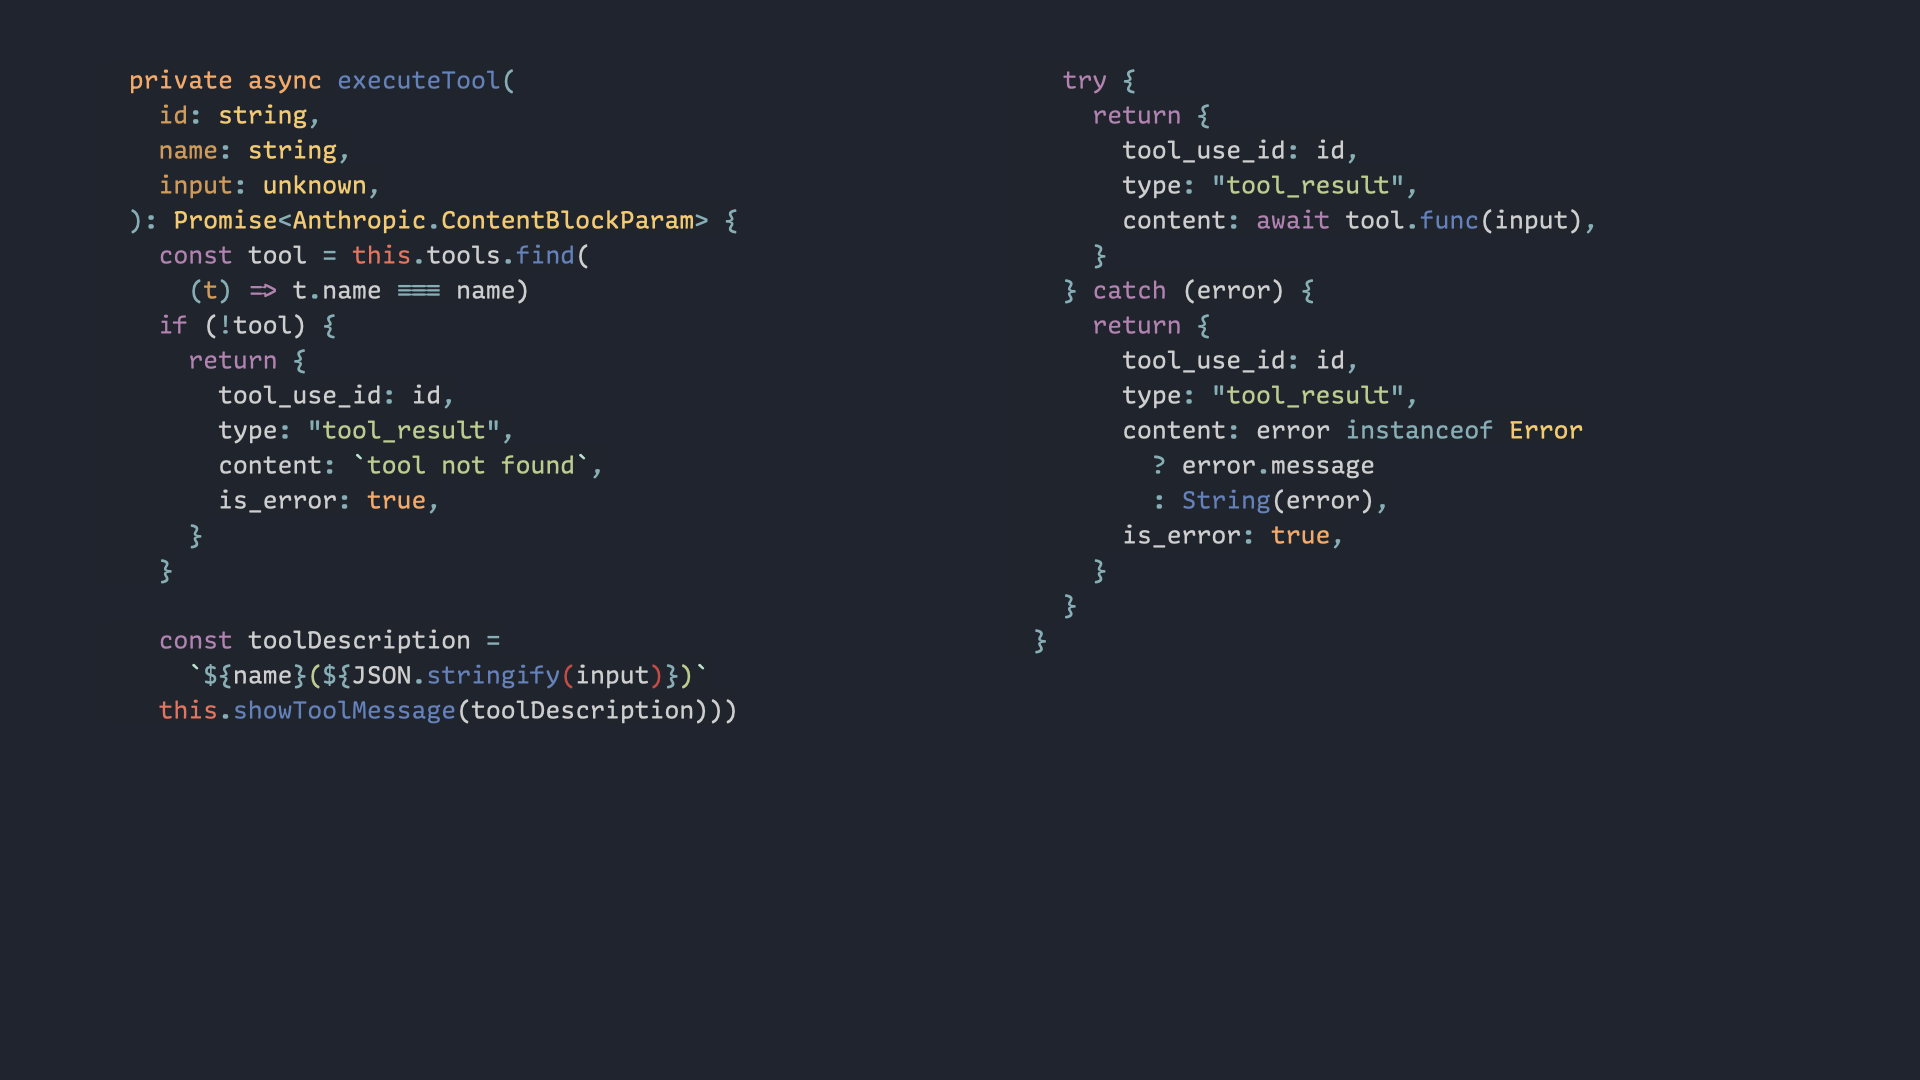 private async executeTool(
  id: string,
  name: string,
  input: unknown,
): Promise<Anthropic.ContentBlockParam> {
  const tool = this.tools.find(
    (t) => t.name === name)
  if (!tool) {
    return {
      tool_use_id: id,
      type: "tool_result",
      content: `tool not found`,
      is_error: true,
    }
  }

  const toolDescription =
    `${name}(${JSON.stringify(input)})`
  this.showToolMessage(toolDescription)))
  try {
    return {
      tool_use_id: id,
      type: "tool_result",
      content: await tool.func(input),
    }
  } catch (error) {
    return {
      tool_use_id: id,
      type: "tool_result",
      content: error instanceof Error
        ? error.message
        : String(error),
      is_error: true,
    }
  }
}